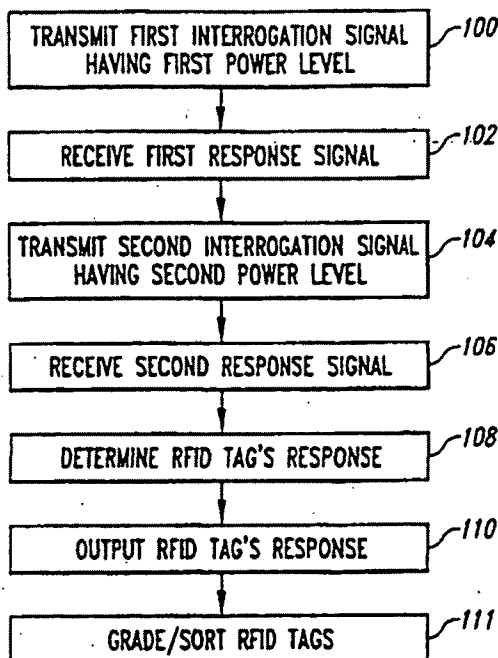 TRANSMIT FIRST INTERROGATION SIGNAL
HAVING FIRST POWER LEVEL
100
RECEIVE FIRST RESPONSE SIGNAL
102
TRANSMIT SECOND INTERROGATION SIGNAL
HAVING SECOND POWER LEVEL
104
RECEIVE SECOND RESPONSE SIGNAL
106
DETERMINE RFID TAG'S RESPONSE
108
OUTPUT RFID TAG'S RESPONSE
110
GRADE/SORT RFID TAGS
111